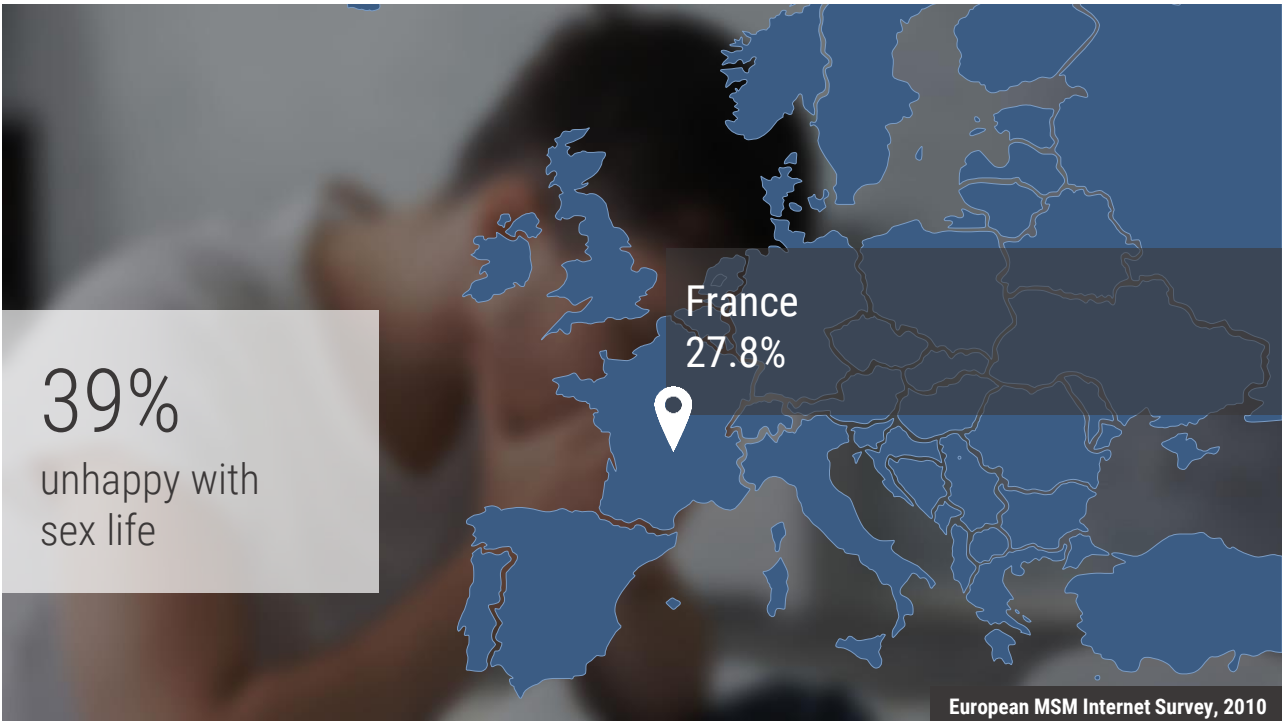 France
27.8%
39%
unhappy with
sex life
European MSM Internet Survey, 2010